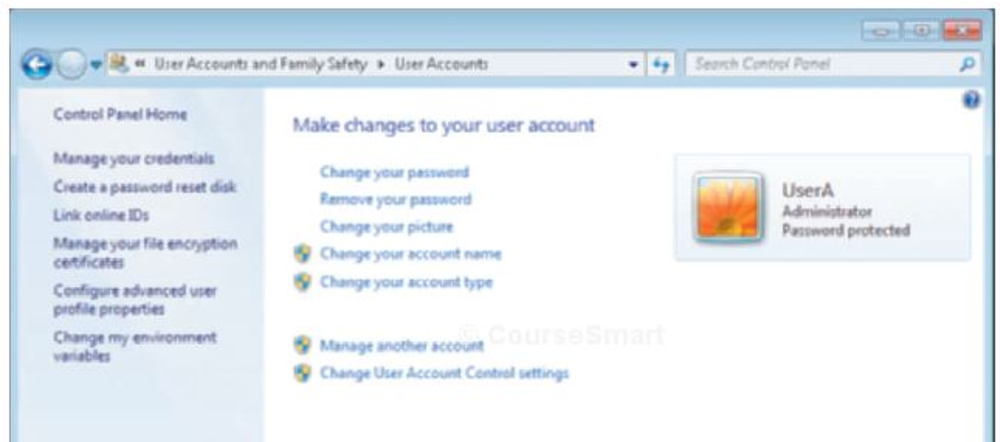 « User Accounts and Family Safety ▸ User Accounts
Search Control Panel
Control Panel Home
Manage your credentials
Create a password reset disk
Link online IDs
Manage your file encryption
certificates
Configure advanced user
profile properties
Change my environment
variables
Make changes to your user account
Change your password
Remove your password
Change your picture
Change your account name
Change your account type
Manage another account
Change User Account Control settings
UserA
Administrator
Password protected
© CourseSmart